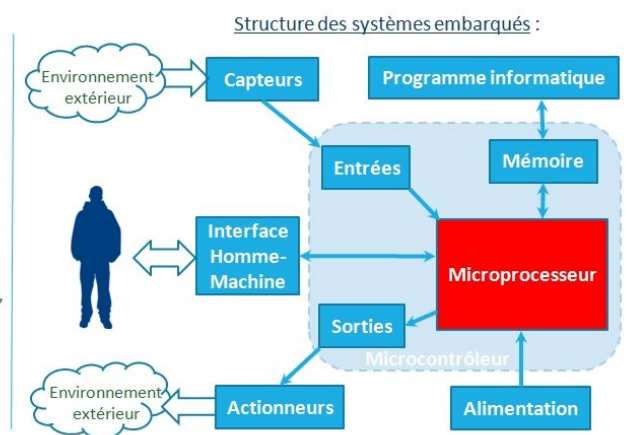 Structure des systèmes embarqués :
Environnement
extérieur
Capteurs
Programme informatique
Entrées
Mémoire
Interface
Homme-
Machine
Microprocesseur
Sorties
Microcontrôleur
Environnement
extérieur
Actionneurs
Alimentation